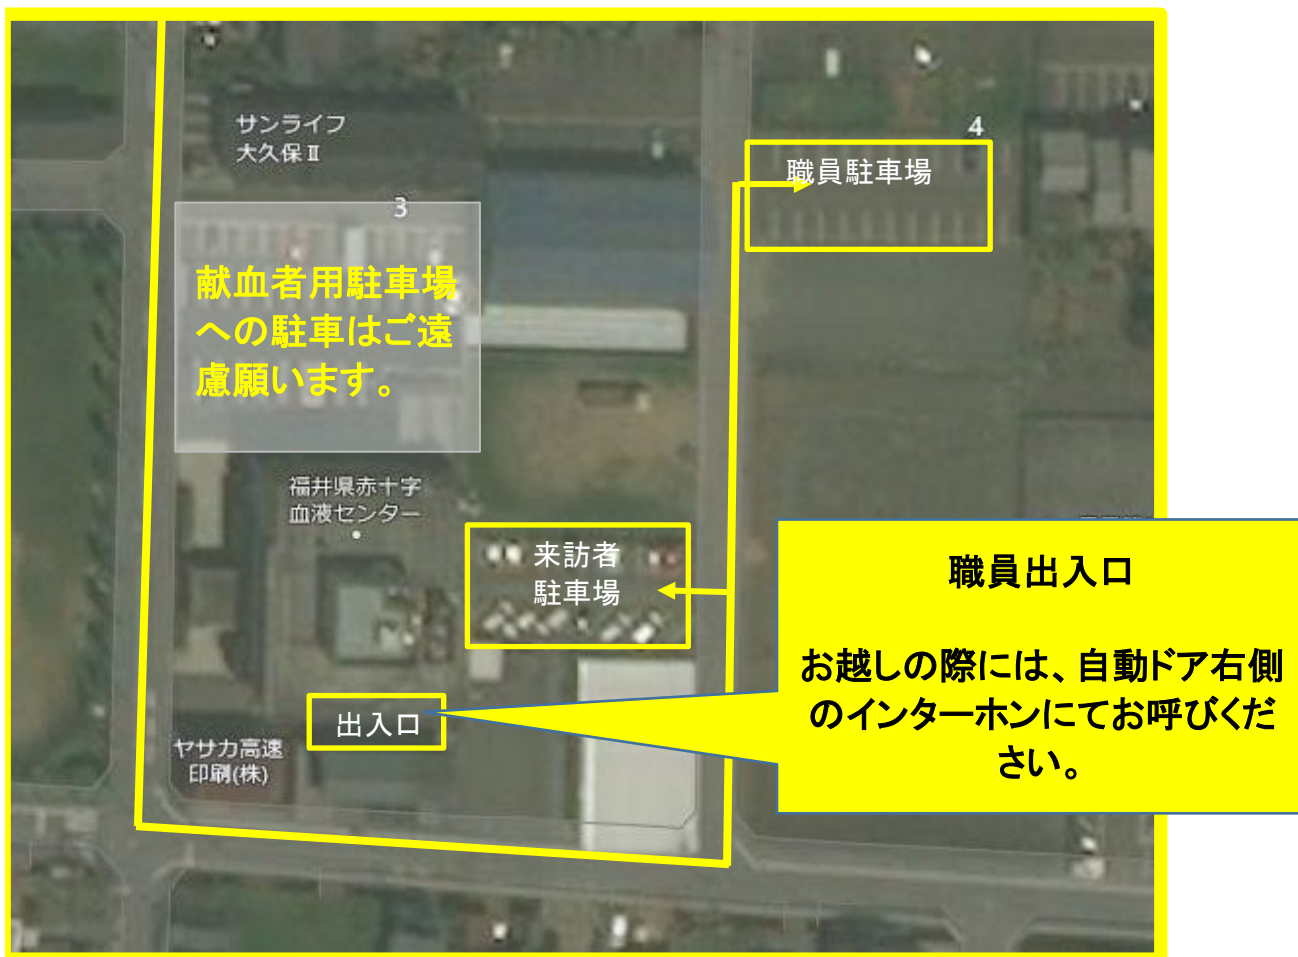 サンライフ
大久保Ⅱ
4
職員駐車場
3
献血者用駐車場
への駐車はご遠
慮願います。
福井県赤十字
血液センター
来訪者
駐車場
職員出入口
お越しの際には、自動ドア右側
のインターホンにてお呼びくだ
さい。
出入口
ヤサカ高速
印刷(株)